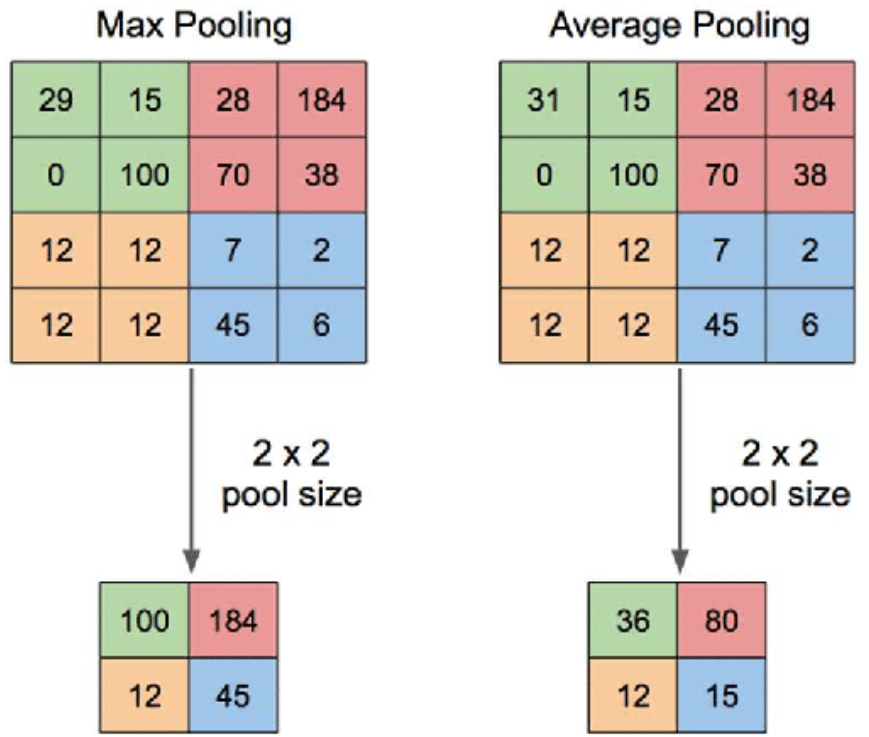 Max Pooling
29 15 28 184
0 100 70 38
12 12 7 2
12 12 45 6
2 x 2
pool size
100 184
12 45
Average Pooling
31 15 28 184
0 100 70 38
12 12 7 2
12 12 45 6
2 x 2
pool size
36 80
12 15